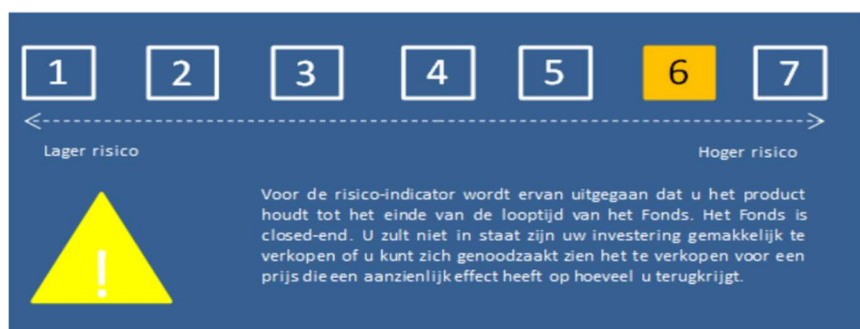 1 2 3 4 5 6 7
Lager risico Hoger risico
!
Voor de risico-indicator wordt ervan uitgegaan dat u het product
houdt tot het einde van de looptijd van het Fonds. Het Fonds is
closed-end. U zult niet in staat zijn uw investering gemakkelijk te
verkopen of u kunt zich genoodzaakt zien het te verkopen voor een
prijs die een aanzienlijk effect heeft op hoeveel u terugkrijgt.